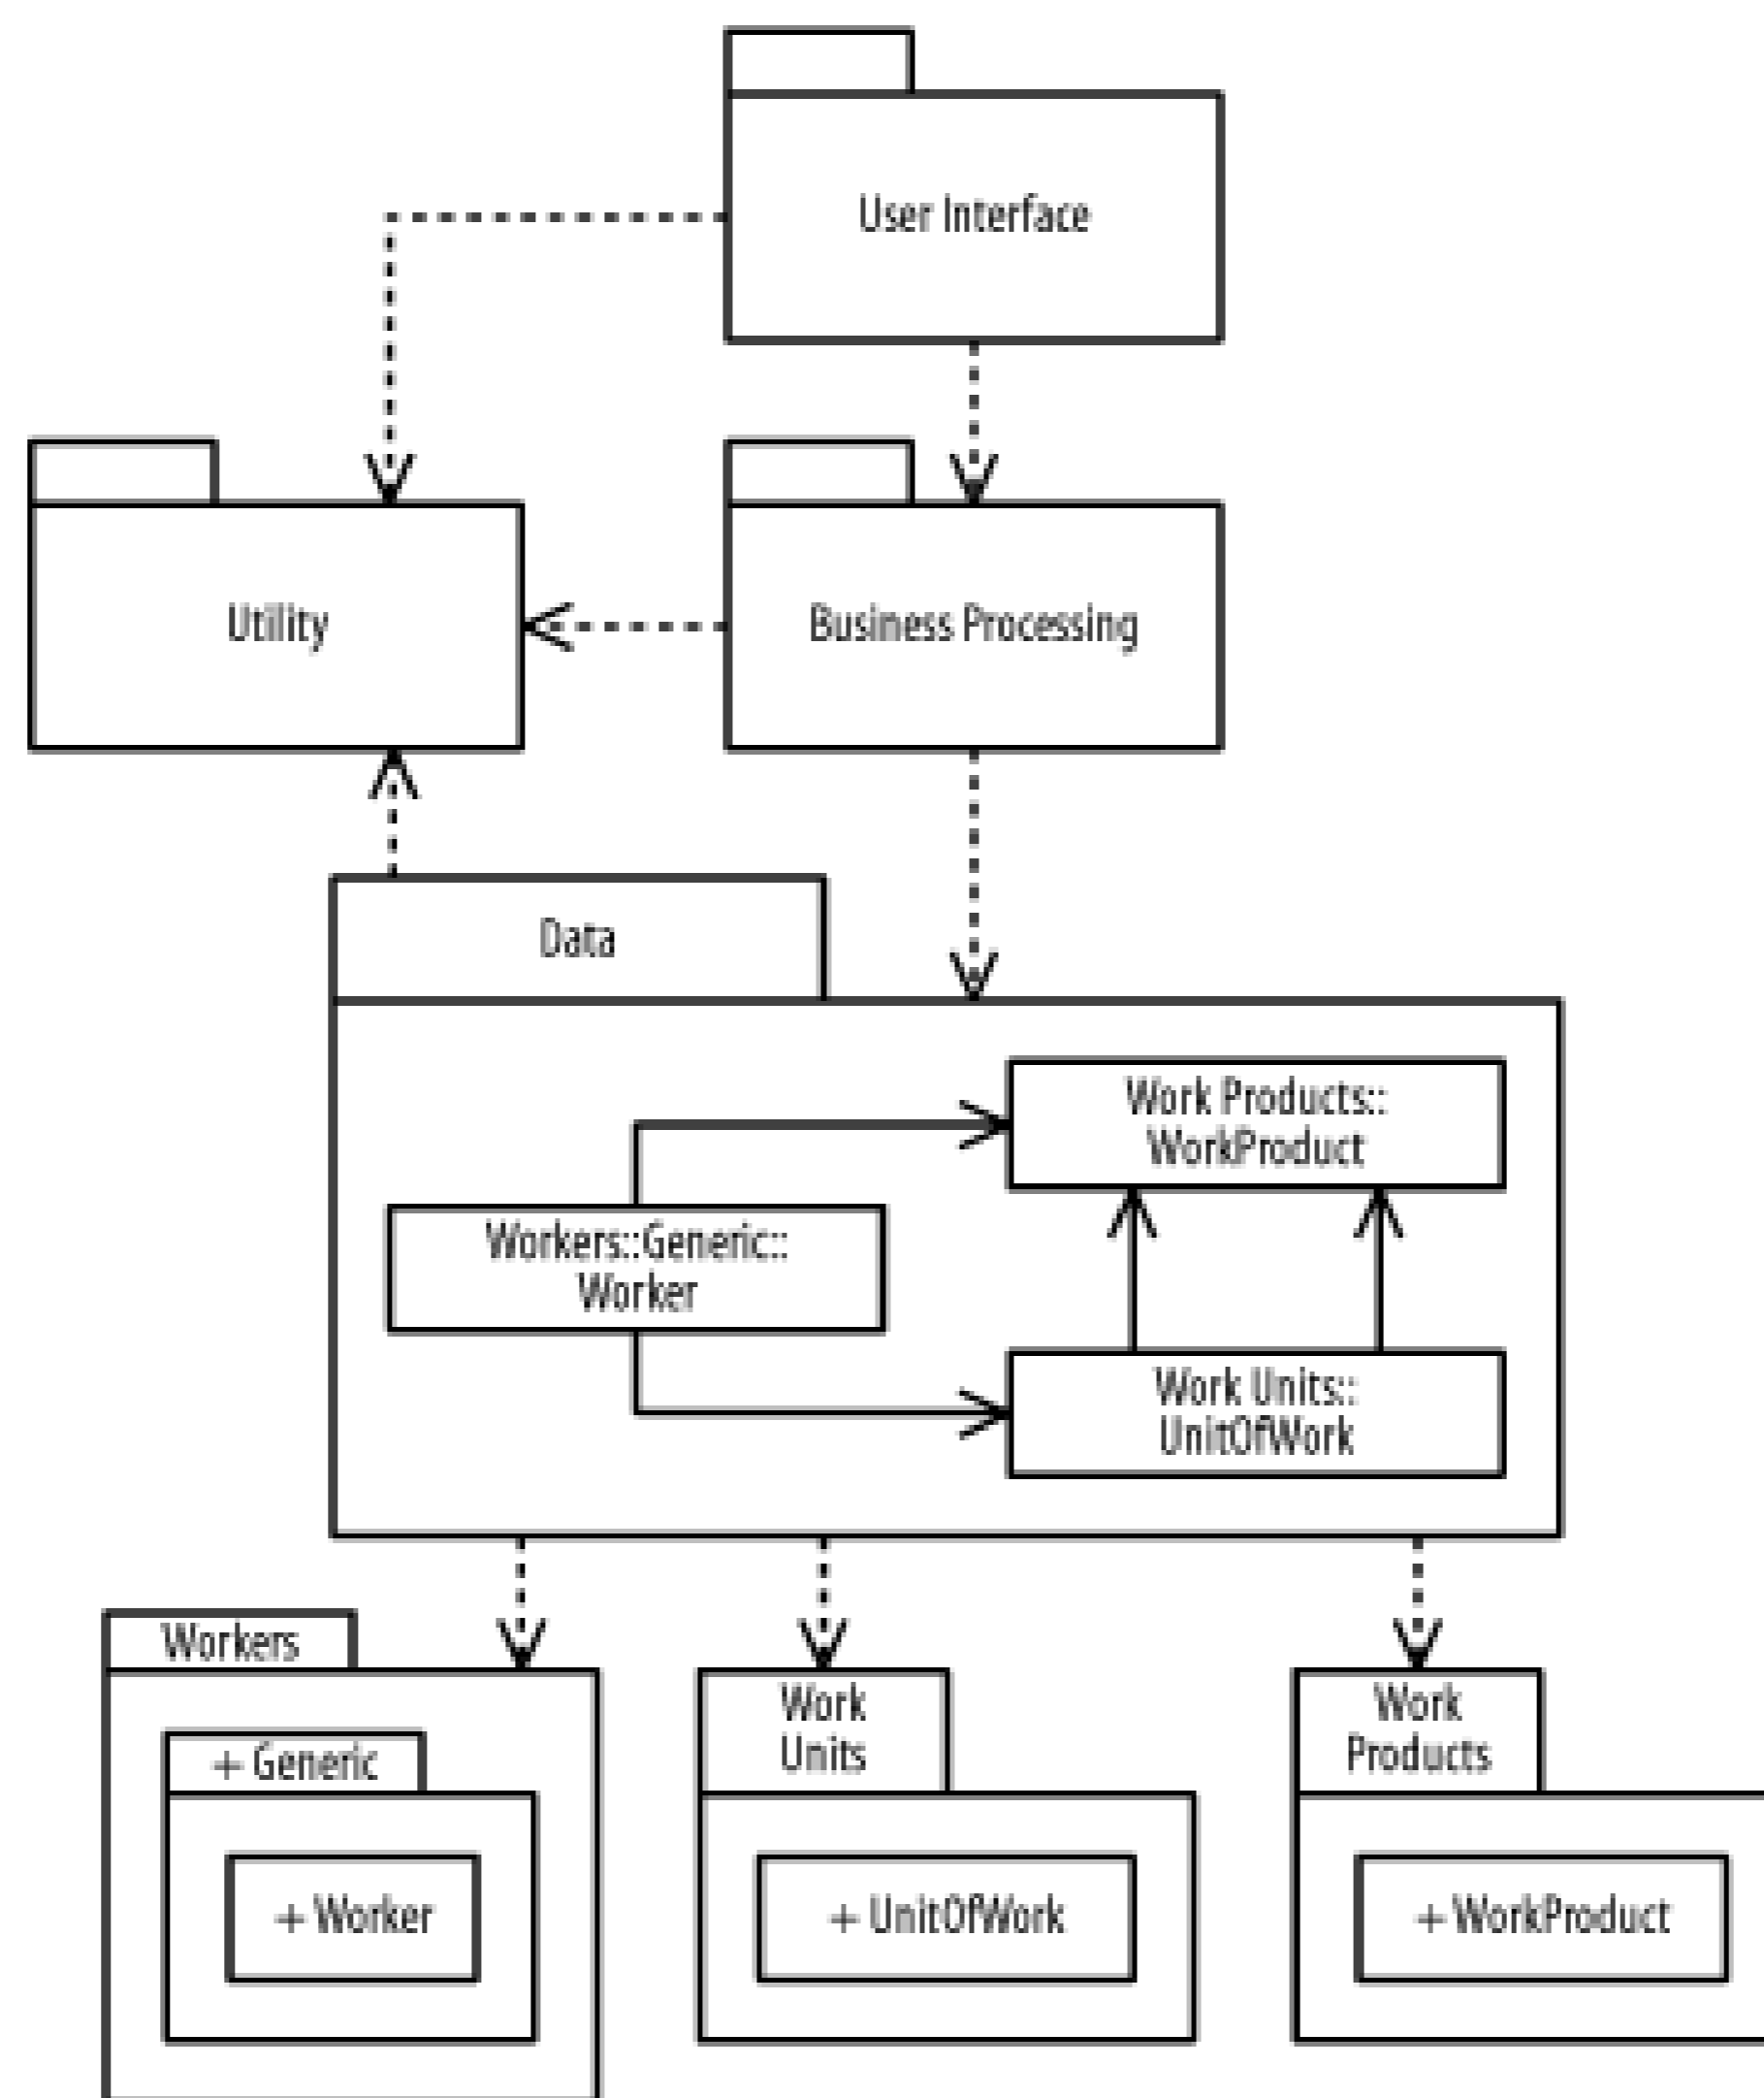 User Interface
Utility
Business Processing
Data
Work Products::
WorkProduct
Workers::Generic::
Worker
Work Units::
UnitOfWork
Workers
+ Generic
+ Worker
Work
Units
+ UnitOfWork
Work
Products
+ WorkProduct